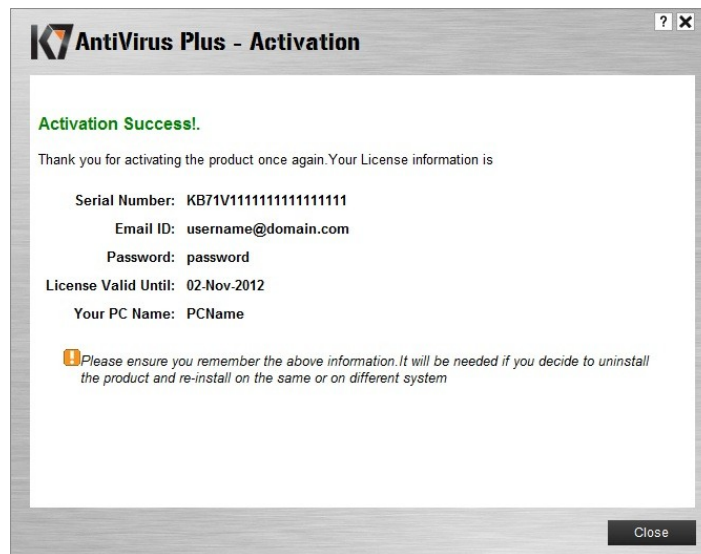 K7 AntiVirus Plus - Activation
? X
Activation Success!.
Thank you for activating the product once again.Your License information is
Serial Number: KB71V1111111111111111
Email ID: username@domain.com
Password: password
License Valid Until: 02-Nov-2012
Your PC Name: PCName
!Please ensure you remember the above information.It will be needed if you decide to uninstall
the product and re-install on the same or on different system
Close